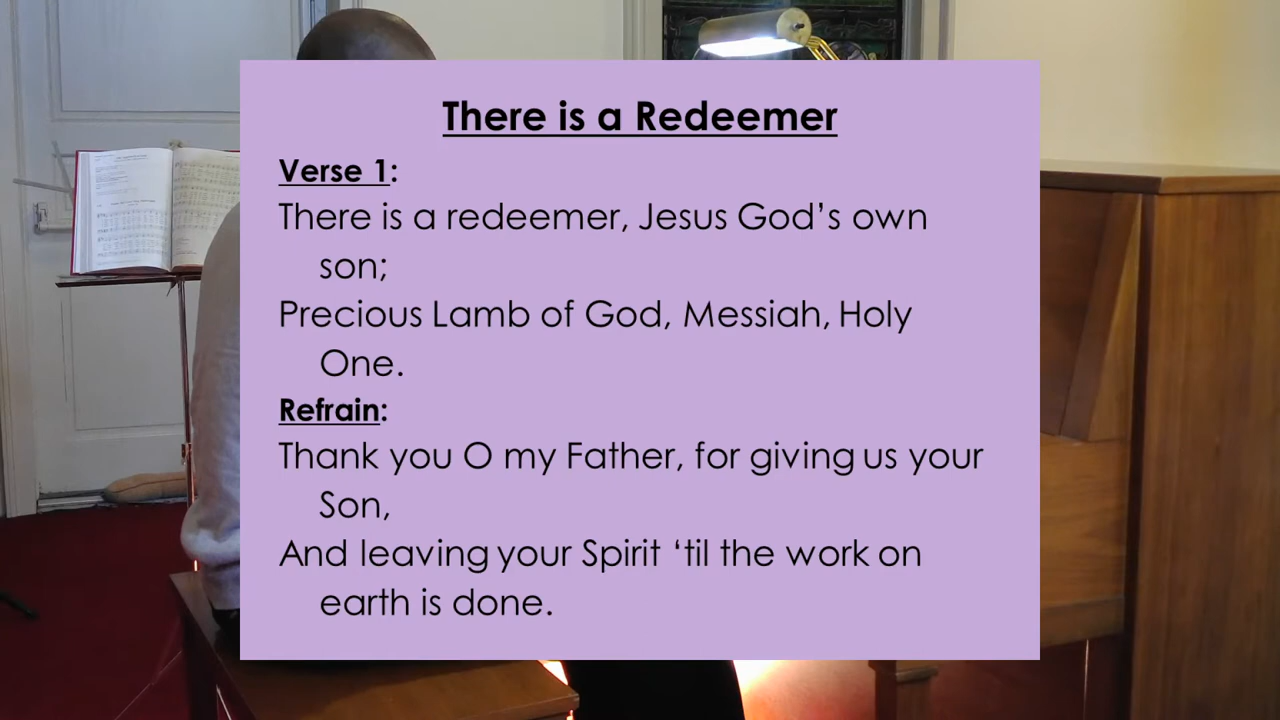 There is a Redeemer
Verse 1:
There is a redeemer, Jesus God’s own
son;
Precious Lamb of God, Messiah, Holy
One.
Refrain:
Thank you O my Father, for giving us your
Son,
And leaving your Spirit ‘til the work on
earth is done.